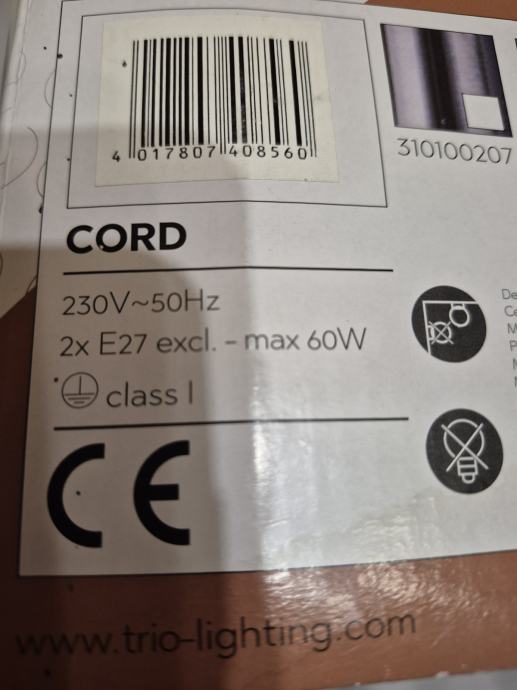 4 017807 408560
310100207
CORD
230V~50Hz
2x E27 excl. - max 60W
class I
CE
www.trio-lighting.com